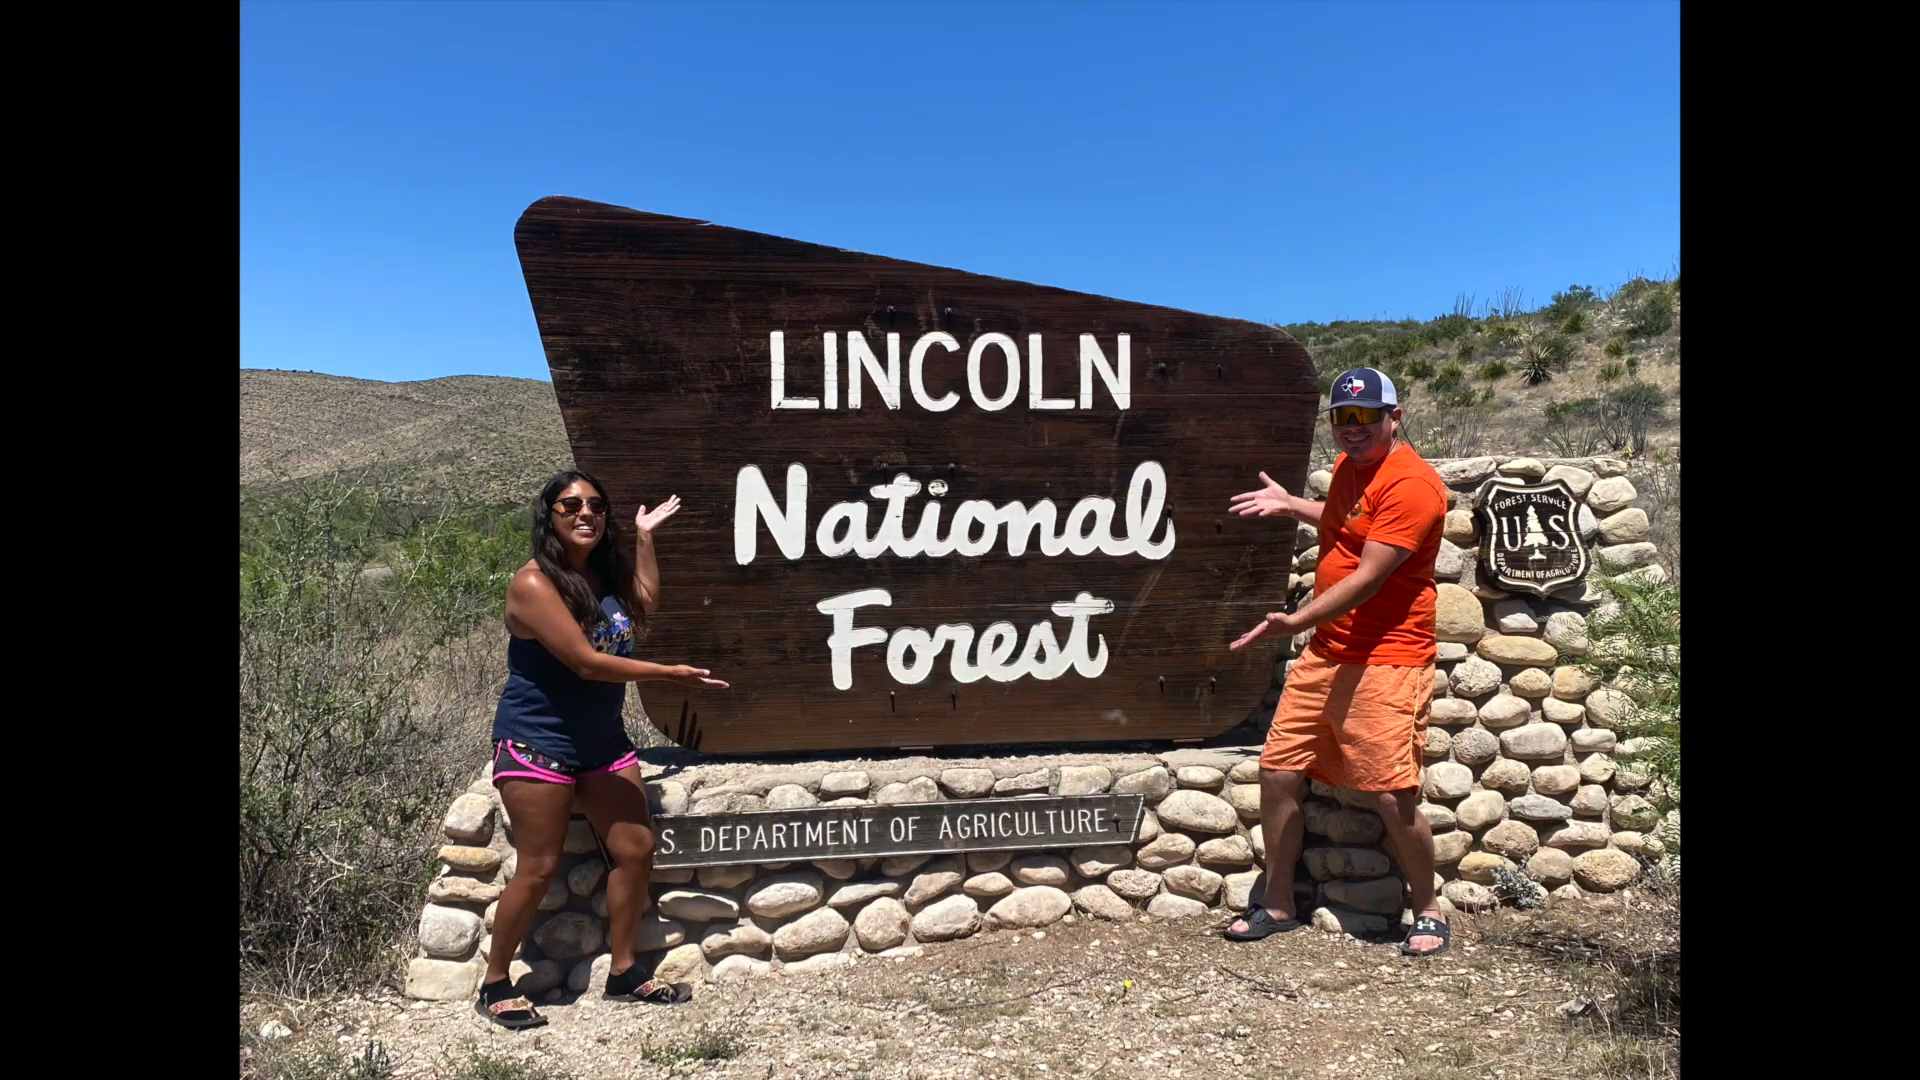 LINCOLN
National
Forest
.S. DEPARTMENT OF AGRICULTURE
FOREST SERVICE
U S
DEPARTMENT OF AGRICULTURE